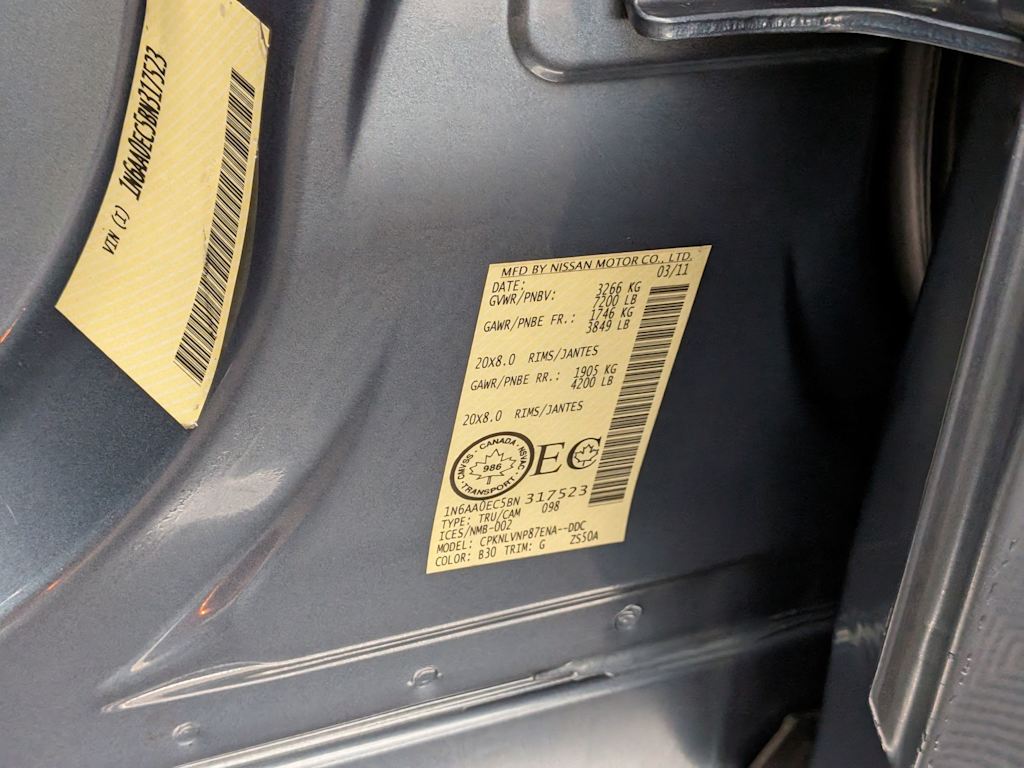 VIN (I) 1N6AA0EC5BN317523
MFD BY NISSAN MOTOR CO., LTD.
DATE: 03/11
GVWR/PNBV: 3266 KG
7200 LB
GAWR/PNBE FR.: 1746 KG
3849 LB
20X8.0 RIMS/JANTES
GAWR/PNBE RR.: 1905 KG
4200 LB
20X8.0 RIMS/JANTES
CANADA
CMVSS NSVAC
986
TRANSPORT
EC
1N6AA0EC5BN 317523
TYPE: TRU/CAM 098
ICES/NMB-002
MODEL: CPKNLVNP87ENA--DDC
COLOR: B30 TRIM: G ZS50A